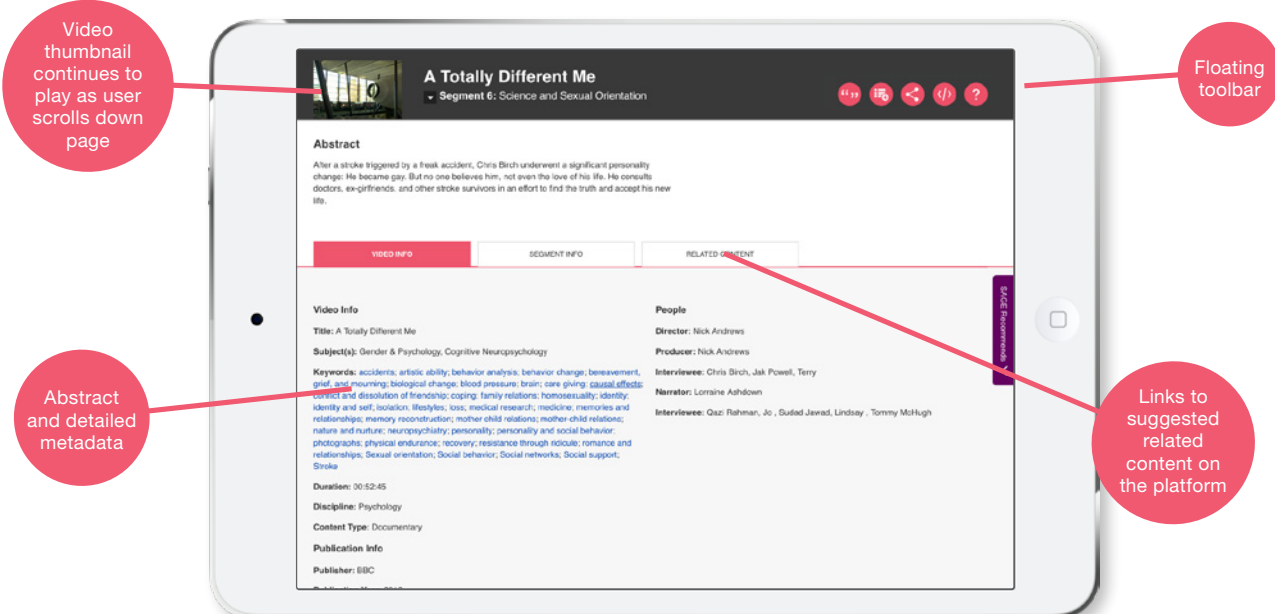 Video
thumbnail
continues to
play as user
scrolls down
page
Floating
toolbar
A Totally Different Me
Segment 6: Science and Sexual Orientation
Abstract
After a stroke triggered by a freak accident, Chris Birch underwent a significant personality
change: He became gay. But no one believes him, not even the love of his life. He consults
doctors, ex-girlfriends, and other stroke survivors in an effort to find the truth and accept his new
life.
VIDEO INFO
SEGMENT INFO
RELATED CONTENT
SAGE Recommends
Video Info
Title: A Totally Different Me
Subject(s): Gender & Psychology, Cognitive Neuropsychology
Keywords: accidents; artistic ability; behavior analysis; behavior change; bereavement,
grief, and mourning; biological change; blood pressure; brain; care giving; causal effects;
conflict and dissolution of friendship; coping; family relations; homosexuality; identity;
identity and self; isolation; lifestyles; loss; medical research; medicine; memories and
relationships; memory reconstruction; mother child relations; mother-child relations;
nature and nurture; neuropsychiatry; personality; personality and social behavior;
photographs; physical endurance; recovery; resistance through ridicule; romance and
relationships; Sexual orientation; Social behavior; Social networks; Social support;
Stroke
Duration: 00:52:45
Discipline: Psychology
Content Type: Documentary
Publication Info
Publisher: BBC
People
Director: Nick Andrews
Producer: Nick Andrews
Interviewee: Chris Birch, Jak Powell, Terry
Narrator: Lorraine Ashdown
Interviewee: Qazi Rahman, Jo , Sudad Jawad, Lindsay , Tommy McHugh
Abstract
and detailed
metadata
Links to
suggested
related
content on
the platform